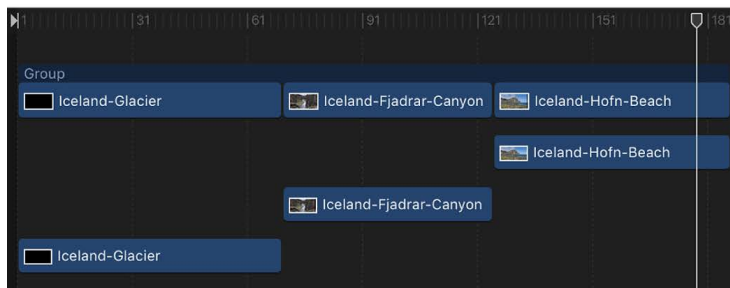 1 31 61 91 121 151 181
Group
Iceland-Glacier Iceland-Fjadrar-Canyon Iceland-Hofn-Beach
Iceland-Hofn-Beach
Iceland-Fjadrar-Canyon
Iceland-Glacier